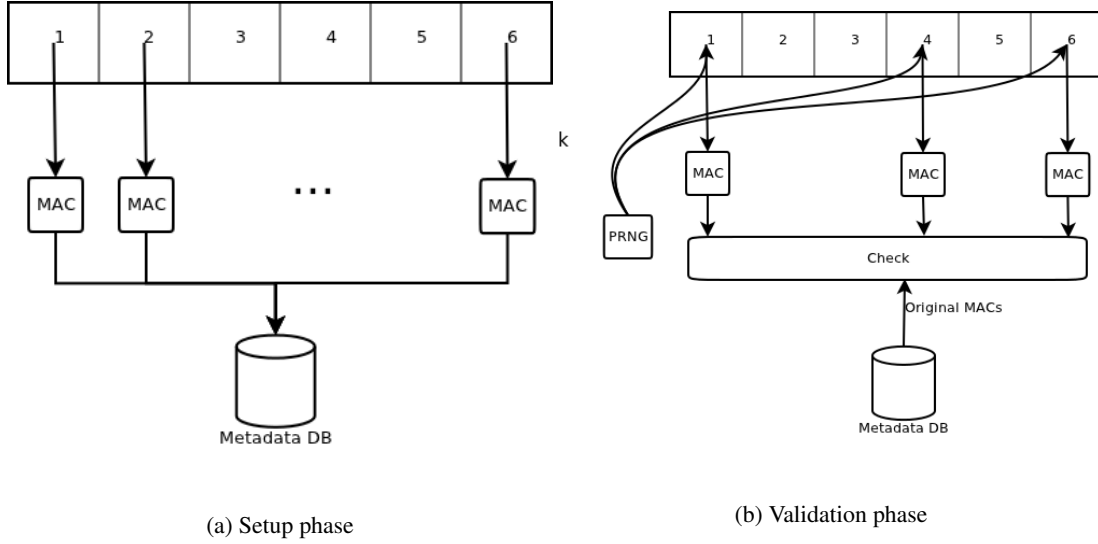 1 2 3 4 5 6
MAC MAC ... MAC
Metadata DB
(a) Setup phase
k
1 2 3 4 5 6
MAC MAC MAC
PRNG
Check
Original MACs
Metadata DB
(b) Validation phase